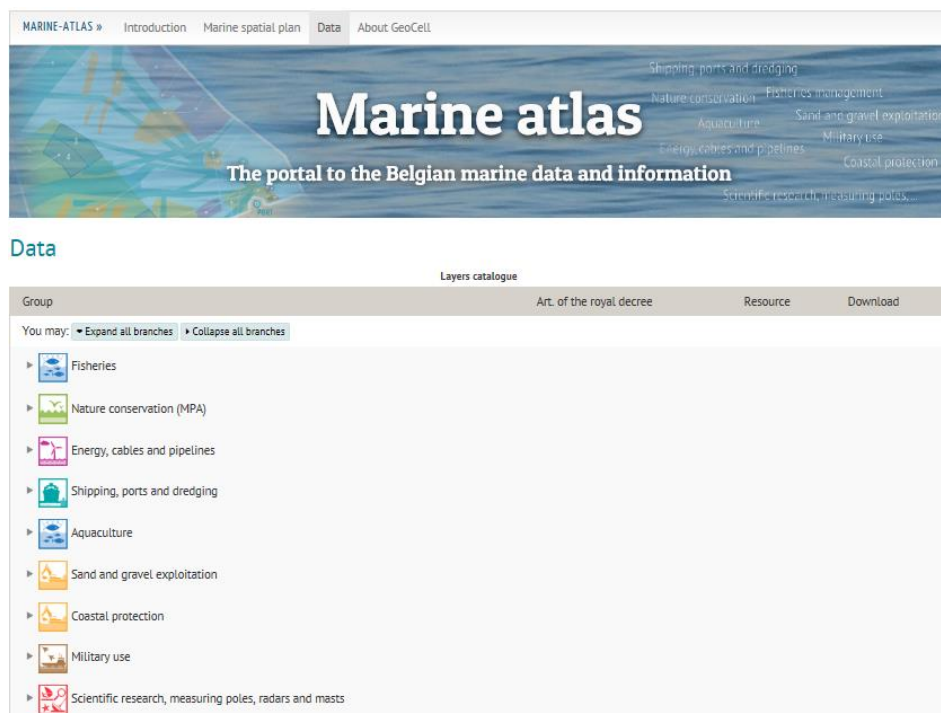 MARINE-ATLAS » Introduction Marine spatial plan Data About GeoCell
Shipping, ports and dredging
Nature conservation Fisheries management
Marine atlas
Aquaculture Sand and gravel exploitation
Military use
Energy, cables and pipelines
Coastal protection
The portal to the Belgian marine data and information
Scientific research, measuring poles,...
Data
Layers catalogue
Group Art. of the royal decree Resource Download
You may: Expand all branches Collapse all branches
Fisheries
Nature conservation (MPA)
Energy, cables and pipelines
Shipping, ports and dredging
Aquaculture
Sand and gravel exploitation
Coastal protection
Military use
Scientific research, measuring poles, radars and masts